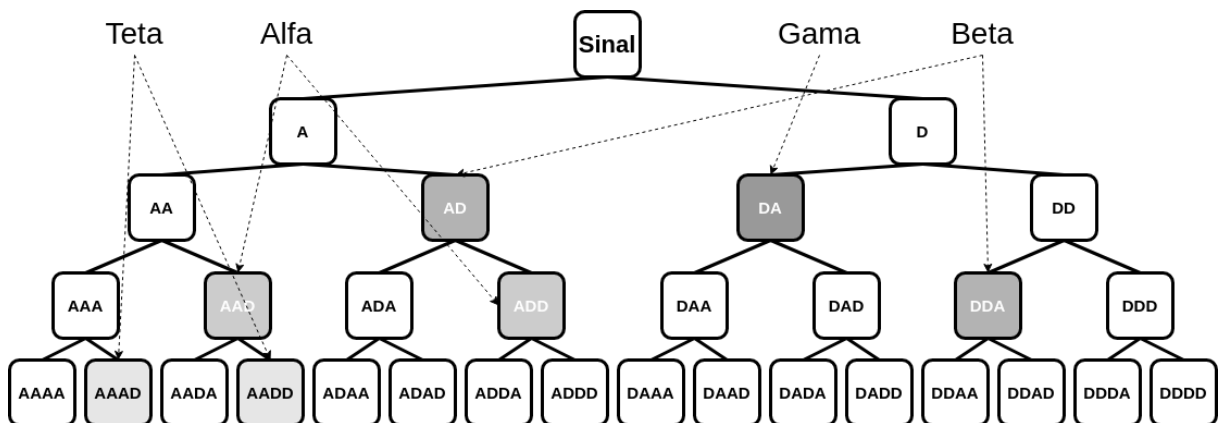 Teta Alfa Sinal Gama Beta
A D
AA AD DA DD
AAA AAD ADA ADD DAA DAD DDA DDD
AAAA AAAD AADA AADD ADAA ADAD ADDA ADDD DAAA DAAD DADA DADD DDAA DDAD DDDA DDDD